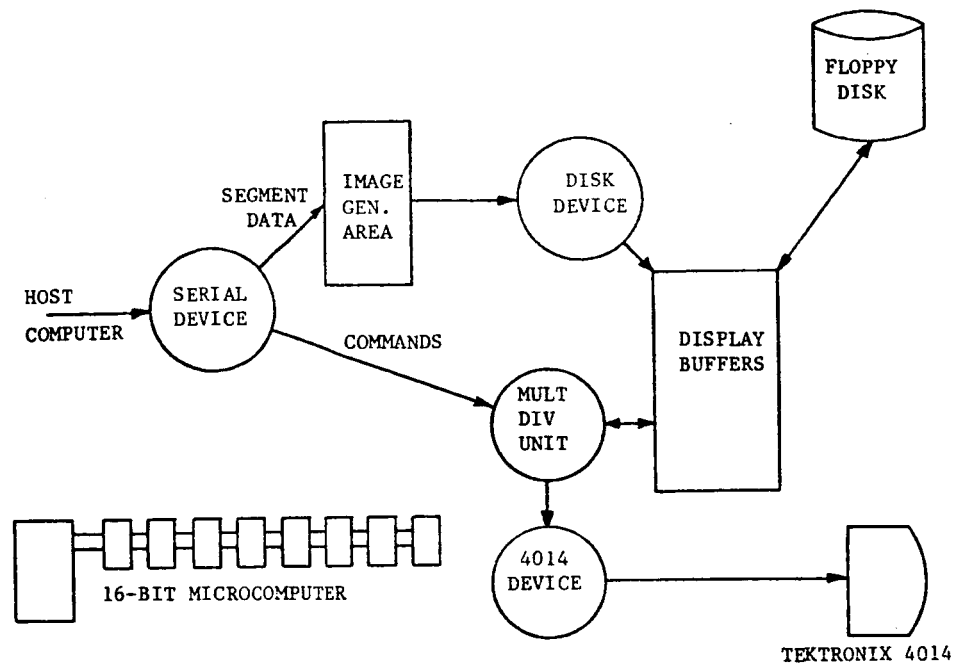 FLOPPY
DISK
IMAGE
GEN.
AREA
SEGMENT
DATA
DISK
DEVICE
HOST
COMPUTER
SERIAL
DEVICE
COMMANDS
DISPLAY
BUFFERS
MULT
DIV
UNIT
4014
DEVICE
16-BIT MICROCOMPUTER
TEKTRONIX 4014